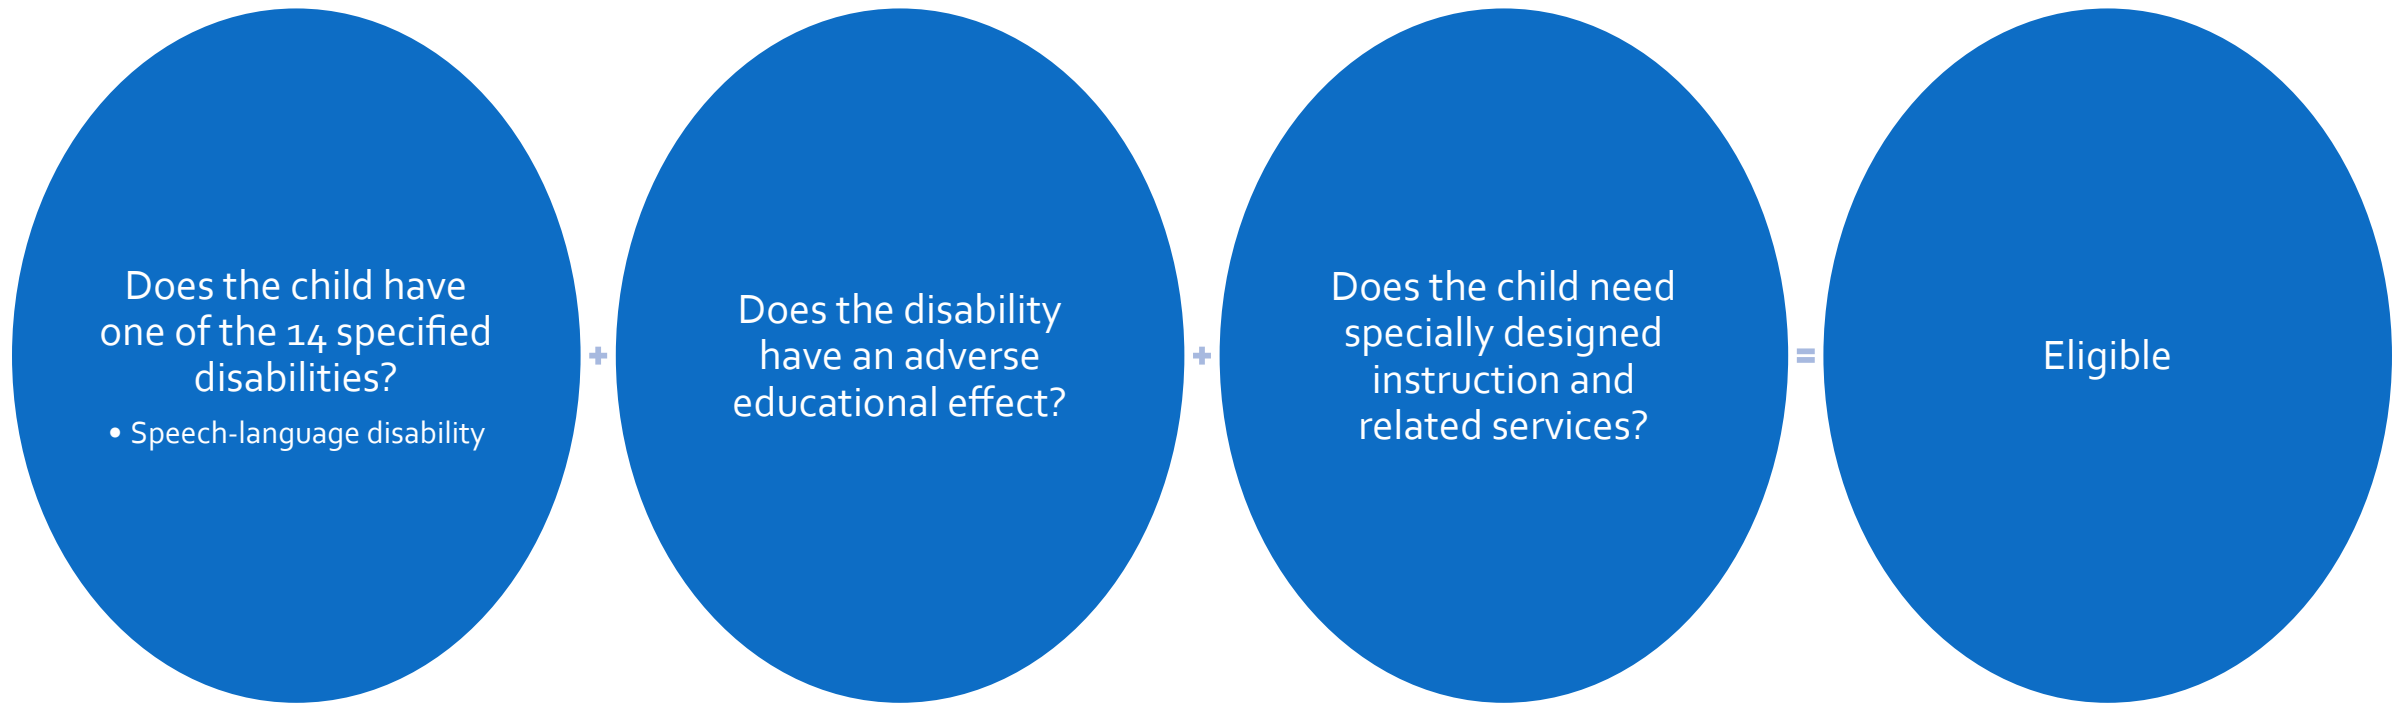 Does the child have
one of the 14 specified
disabilities?
• Speech-language disability
+
Does the disability
have an adverse
educational effect?
+
Does the child need
specially designed
instruction and
related services?
=
Eligible